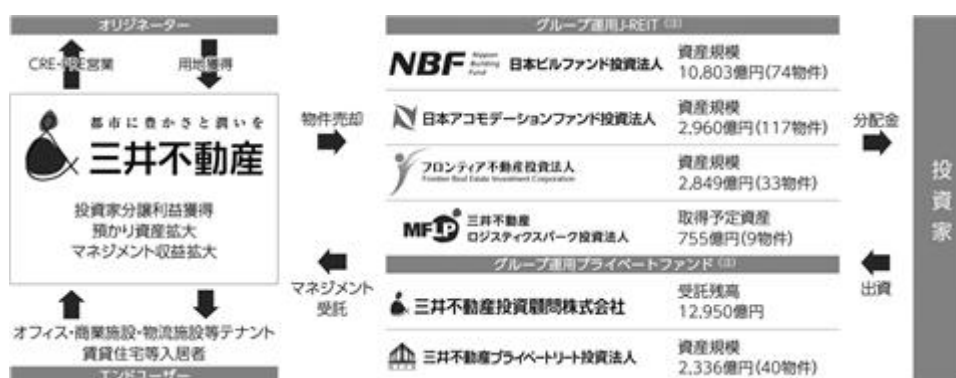 オリジネーター
CRE・PRE営業
用地獲得
都市に豊かさと潤いを
三井不動産
投資家分譲利益獲得
預かり資産拡大
マネジメント収益拡大
オフィス・商業施設・物流施設等テナント
賃貸住宅等入居者
エンドユーザー
物件売却
マネジメント
受託
グループ運用J-REIT (注)
NBF Nippon Building Fund 日本ビルファンド投資法人
資産規模
10,803億円(74物件)
日本アコモデーションファンド投資法人
資産規模
2,960億円(117物件)
フロンティア不動産投資法人
Frontier Real Estate Investment Corporation
資産規模
2,849億円(33物件)
MFLP 三井不動産
ロジスティクスパーク投資法人
取得予定資産
755億円(9物件)
グループ運用プライベートファンド (注)
三井不動産投資顧問株式会社
受託残高
12,950億円
三井不動産プライベートリート投資法人
資産規模
2,336億円(40物件)
分配金
出資
投資家